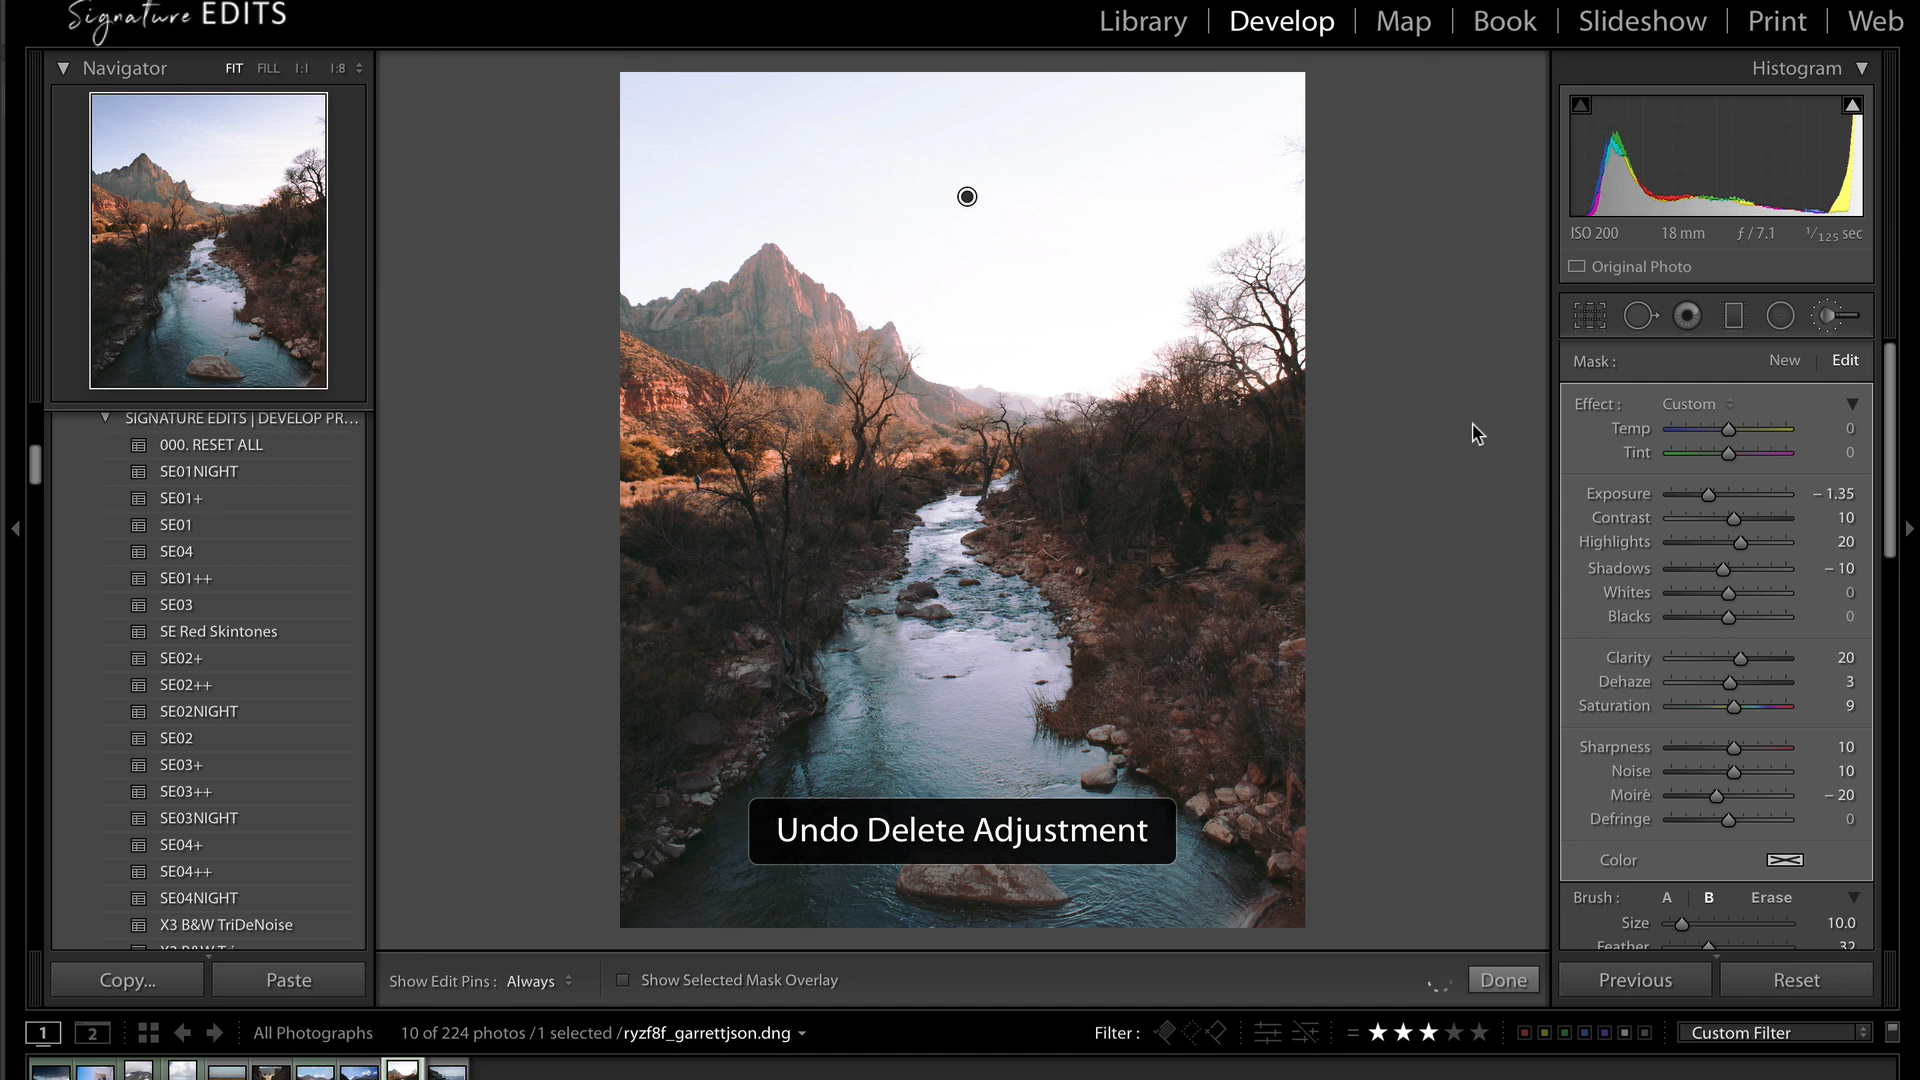 Signature EDITS
Library | Develop | Map | Book | Slideshow | Print | Web
Navigator FIT FILL 1:1 1:8
SIGNATURE EDITS | DEVELOP PR...
000. RESET ALL
SE01NIGHT
SE01+
SE01
SE04
SE01++
SE03
SE Red Skintones
SE02+
SE02++
SE02NIGHT
SE02
SE03+
SE03++
SE03NIGHT
SE04+
SE04++
SE04NIGHT
X3 B&W TriDeNoise
Copy...
Paste
Undo Delete Adjustment
Show Edit Pins : Always
Show Selected Mask Overlay
Done
Histogram
ISO 200 18 mm ƒ / 7.1 1/125 sec
Original Photo
Mask : New | Edit
Effect : Custom
Temp 0
Tint 0
Exposure – 1.35
Contrast 10
Highlights 20
Shadows – 10
Whites 0
Blacks 0
Clarity 20
Dehaze 3
Saturation 9
Sharpness 10
Noise 10
Moiré – 20
Defringe 0
Color
Brush : A | B Erase
Size 10.0
Feather 32
Previous
Reset
1 2 All Photographs 10 of 224 photos /1 selected /ryzf8f_garrettjson.dng Filter : Custom Filter